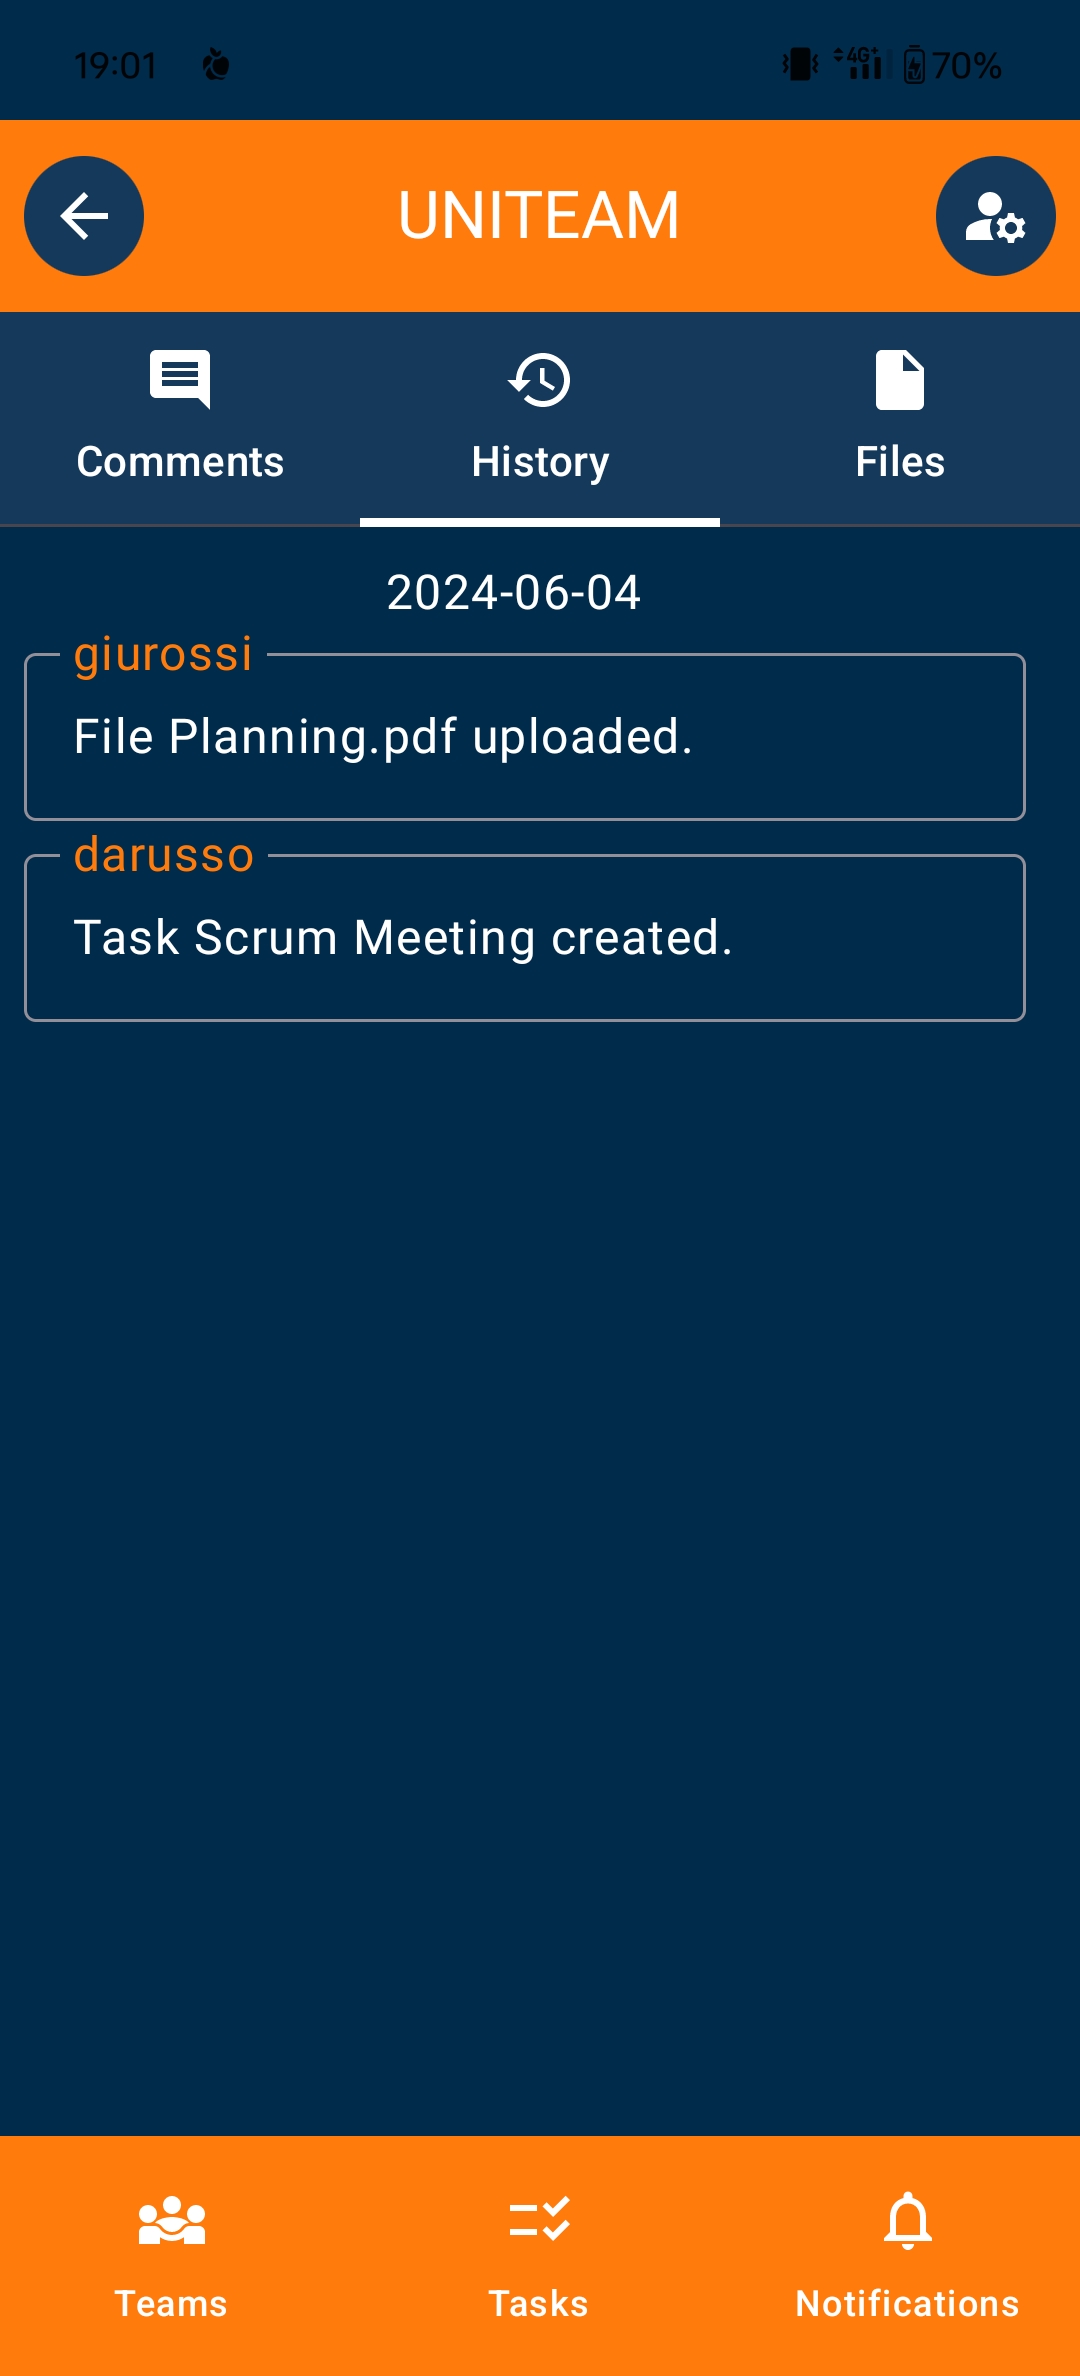 19:01 4G+ 70%
UNITEAM
Comments History Files
2024-06-04
giurossi
File Planning.pdf uploaded.
darusso
Task Scrum Meeting created.
Teams Tasks Notifications